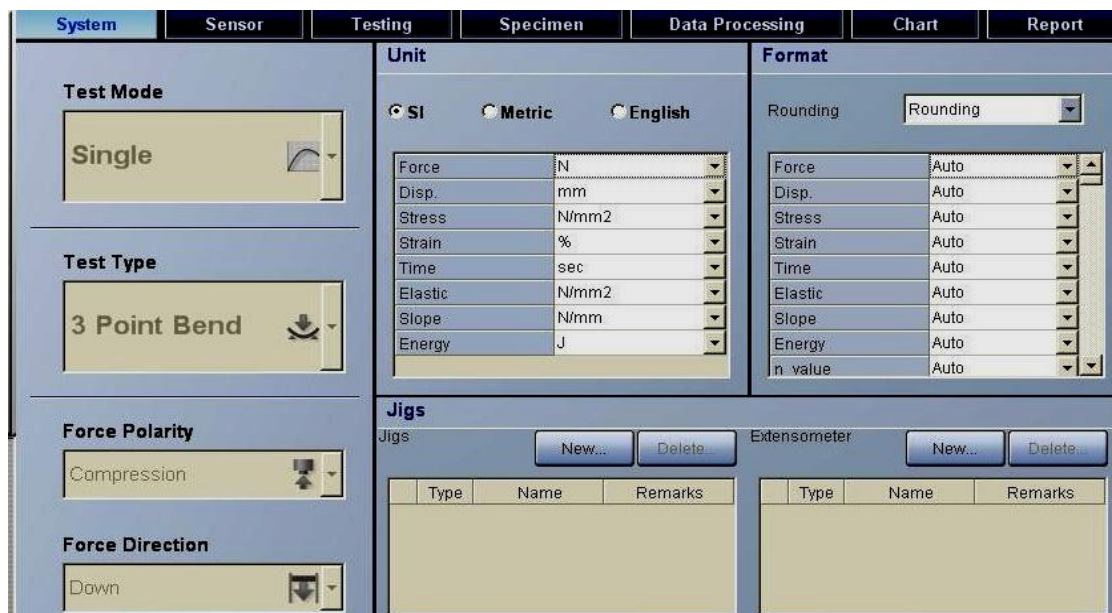 System Sensor Testing Specimen Data Processing Chart Report
Test Mode
Single
Test Type
3 Point Bend
Force Polarity
Compression
Force Direction
Down
Unit
SI Metric English
Force N
Disp. mm
Stress N/mm2
Strain %
Time sec
Elastic N/mm2
Slope N/mm
Energy J
Format
Rounding Rounding
Force Auto
Disp. Auto
Stress Auto
Strain Auto
Time Auto
Elastic Auto
Slope Auto
Energy Auto
n value Auto
Jigs
Jigs New... Delete...
Type Name Remarks
Extensometer New... Delete...
Type Name Remarks